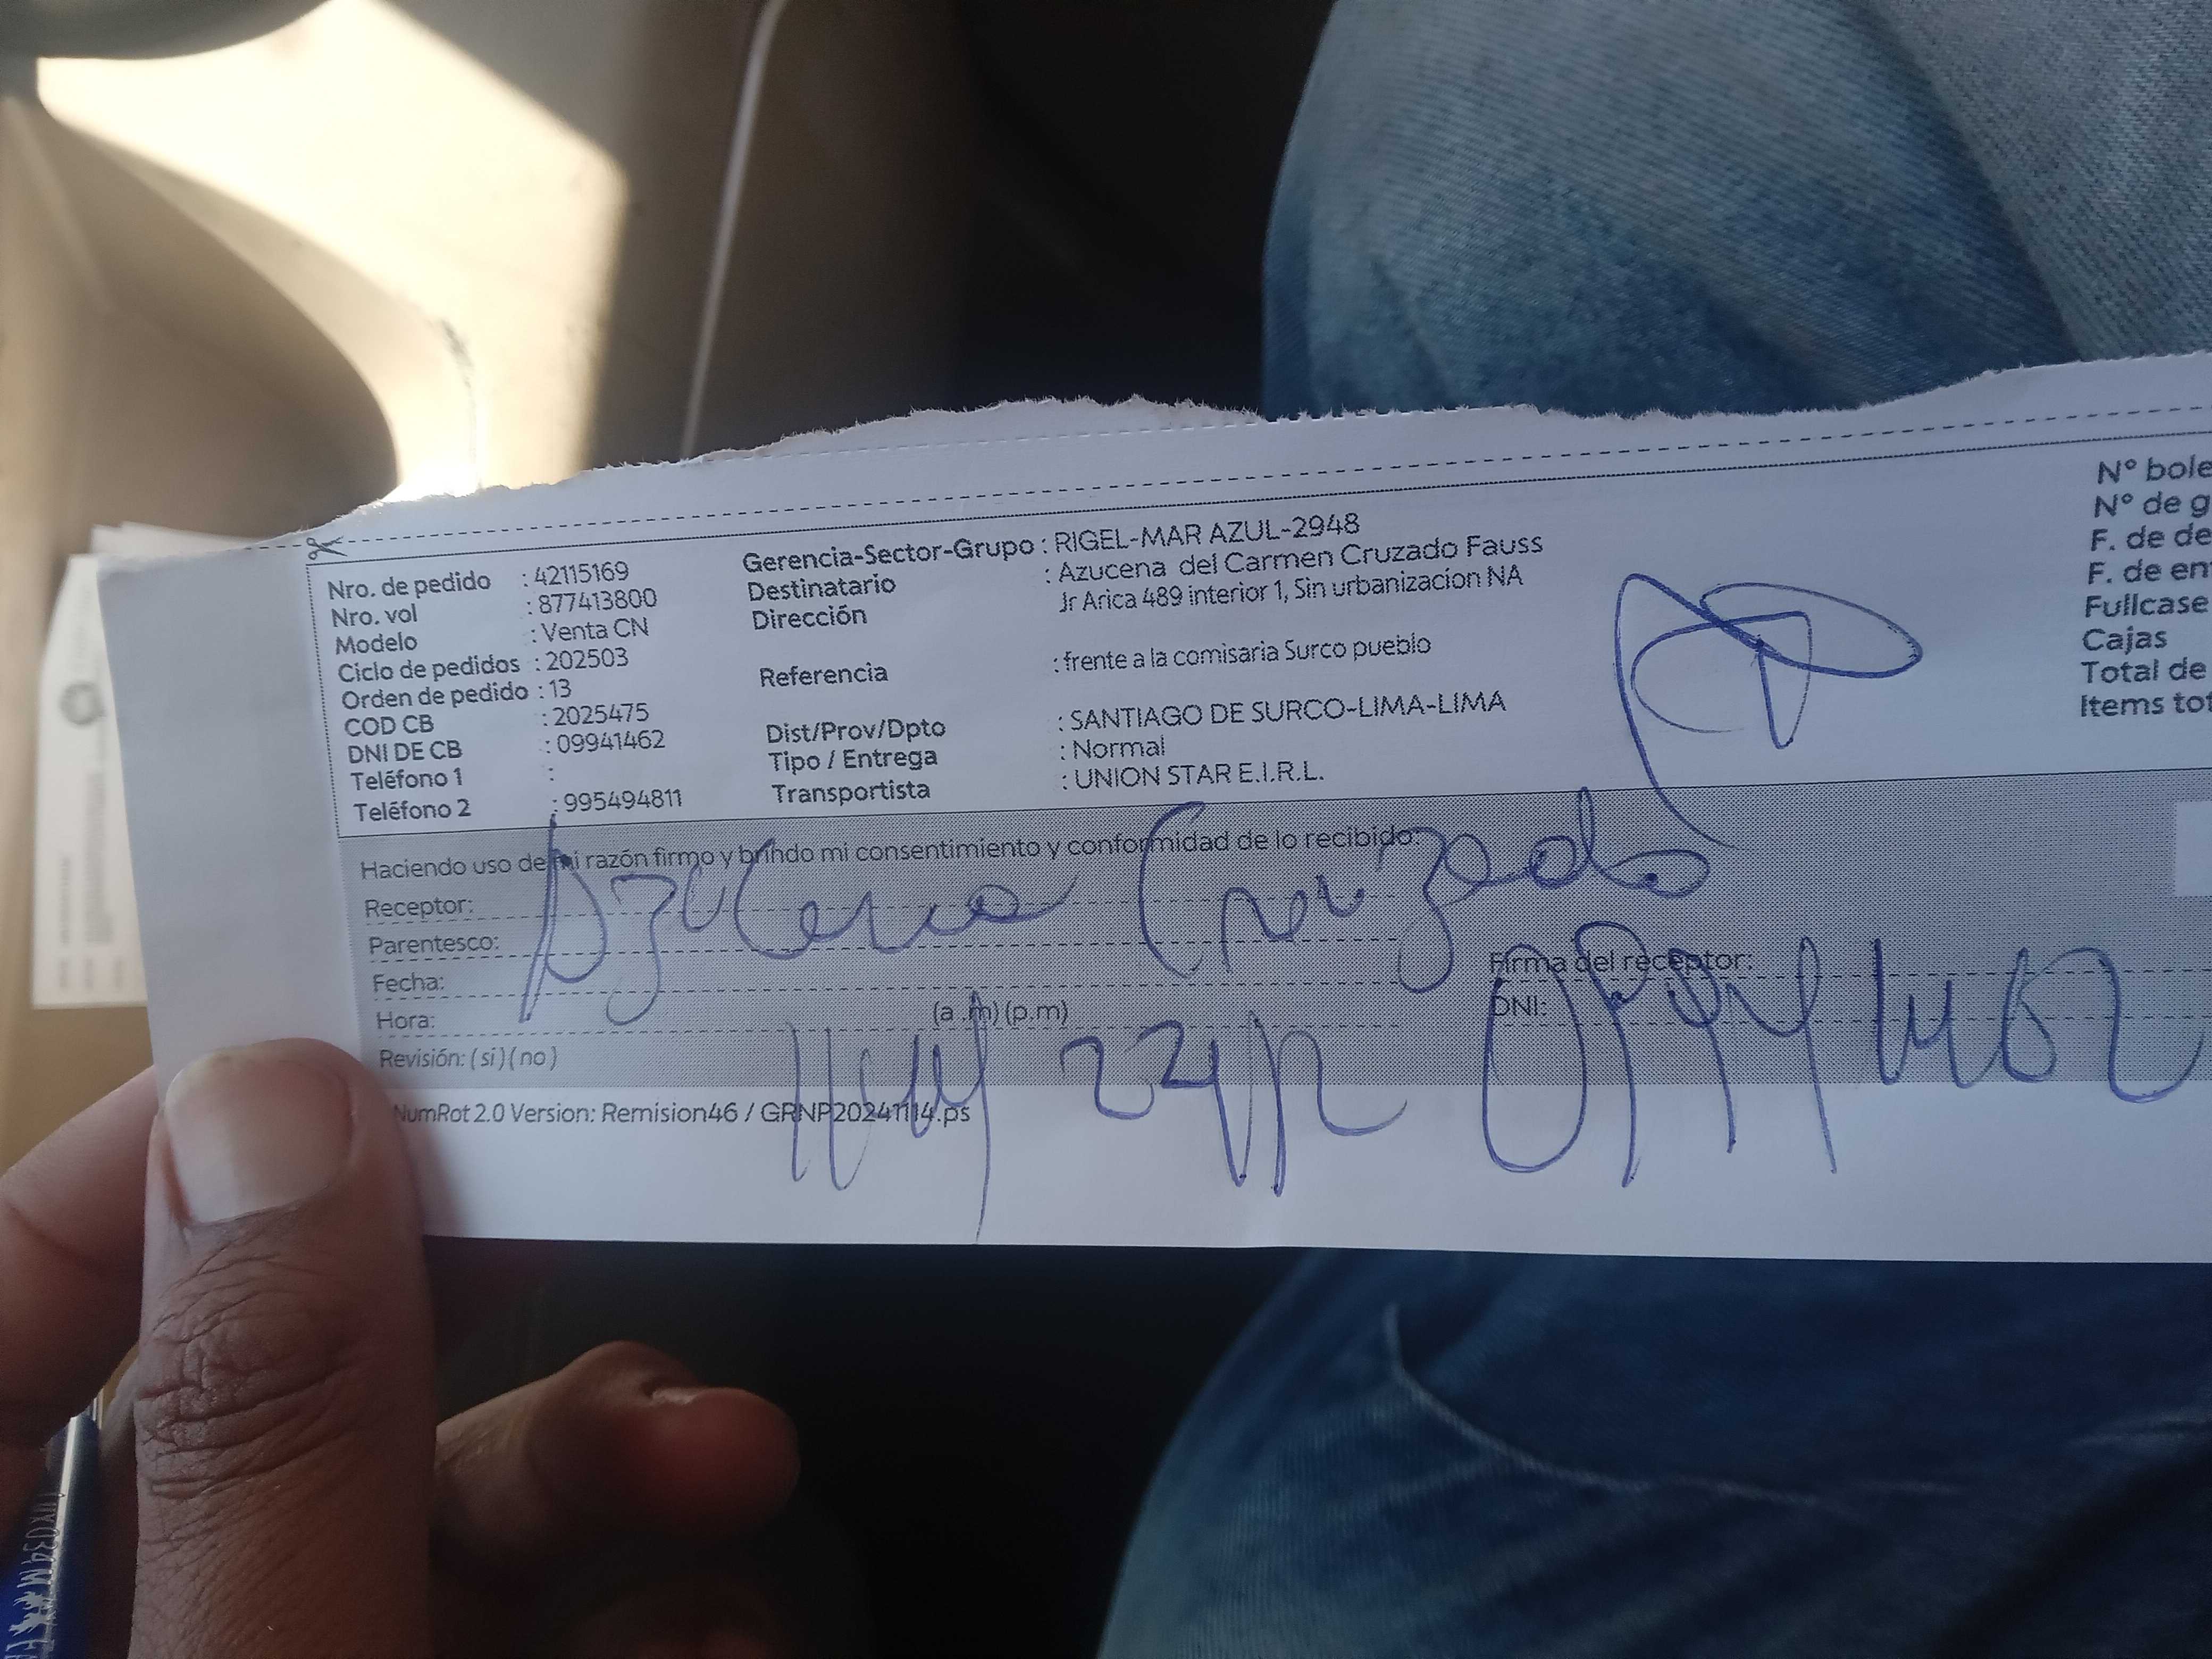 Nro. de pedido : 42115169
Nro. vol : 877413800
Modelo : Venta CN
Ciclo de pedidos : 202503
Orden de pedido : 13
COD CB : 2025475
DNI DE CB : 09941462
Teléfono 1 :
Teléfono 2 : 995494811
Gerencia-Sector-Grupo : RIGEL-MAR AZUL-2948
Destinatario : Azucena del Carmen Cruzado Fauss
Dirección Jr Arica 489 interior 1, Sin urbanizacíon NA
Referencia : frente a la comisaria Surco pueblo
Dist/Prov/Dpto : SANTIAGO DE SURCO-LIMA-LIMA
Tipo / Entrega : Normal
Transportista : UNION STAR E.I.R.L.
N° bole
N° de g
F. de de
F. de en
Fullcase
Cajas
Total de
Items tot
Haciendo uso de mi razón firmo y brindo mi consentimiento y conformidad de lo recibido:
Receptor: Azucena Cruzado
Parentesco:
Fecha:
Firma del receptor:
Hora: (a .m) (p.m)
DNI: 09941462
Revisión: ( si ) ( no )
24/12
NumRot 2.0 Version: Remision46 / GRNP20241114.ps